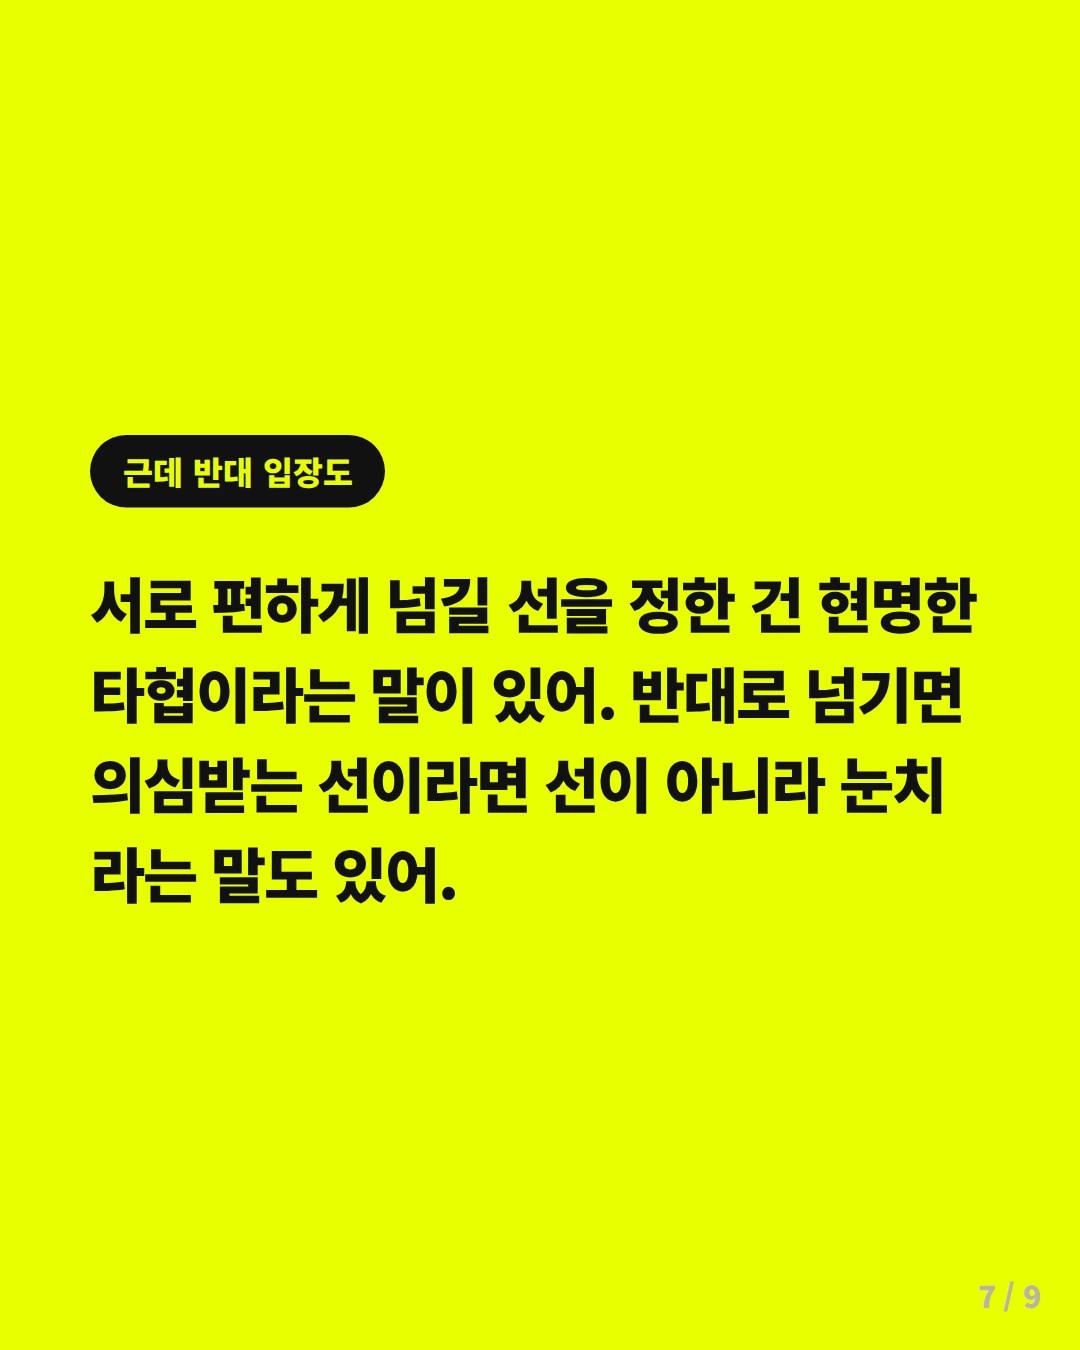 근데 반대 입장도
서로 편하게 넘길 선을 정한 건 현명한
타협이라는 말이 있어. 반대로 넘기면
의심받는 선이라면 선이 아니라 눈치
라는 말도 있어.
7 / 9